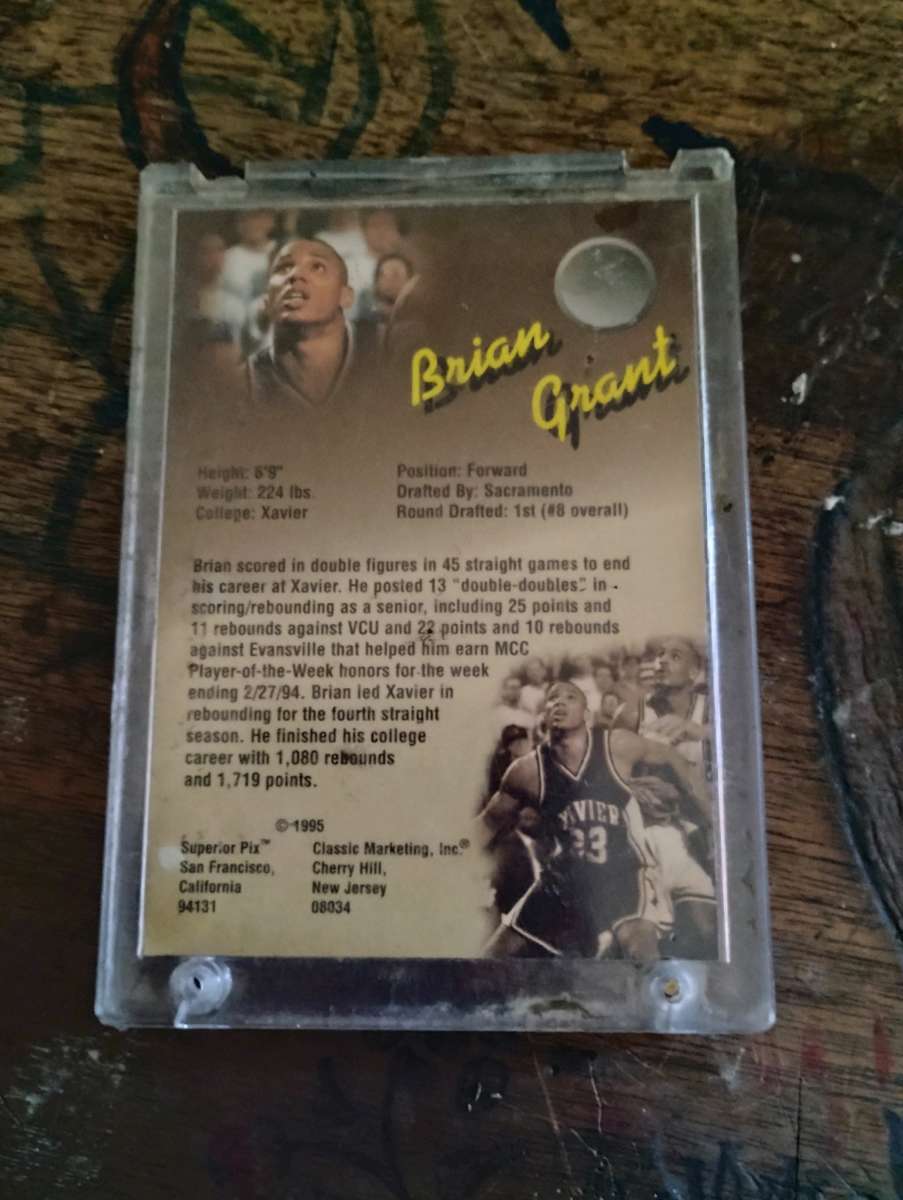 Brian
Grant
Height: 6'9"
Weight: 224 lbs.
College: Xavier
Position: Forward
Drafted By: Sacramento
Round Drafted: 1st (#8 overall)
Brian scored in double figures in 45 straight games to end
his career at Xavier. He posted 13 "double-doubles" in
scoring/rebounding as a senior, including 25 points and
11 rebounds against VCU and 22 points and 10 rebounds
against Evansville that helped him earn MCC
Player-of-the-Week honors for the week
ending 2/27/94. Brian led Xavier in
rebounding for the fourth straight
season. He finished his college
career with 1,080 rebounds
and 1,719 points.
XAVIER
33
© 1995
Superior Pix™
San Francisco,
California
94131
Classic Marketing, Inc.®
Cherry Hill,
New Jersey
08034